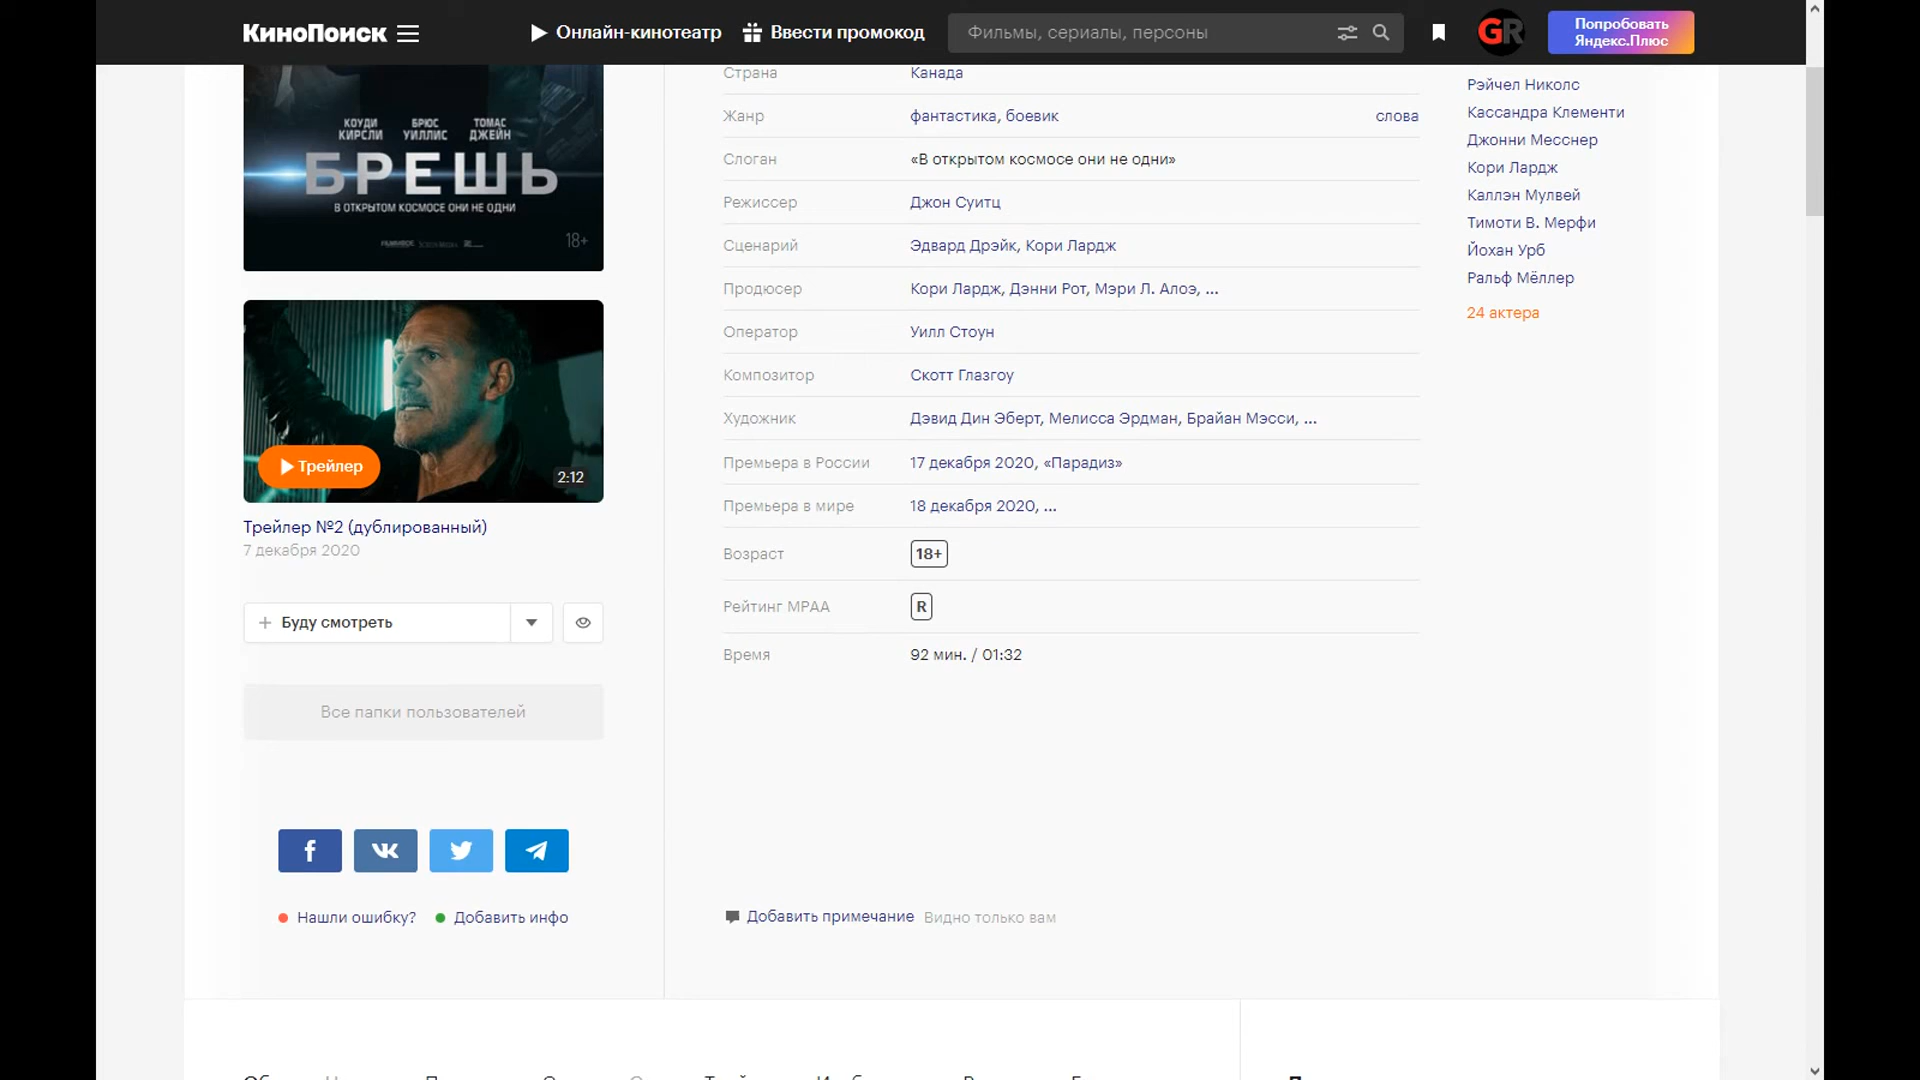 КиноПоиск
Онлайн-кинотеатр
Ввести промокод
Фильмы, сериалы, персоны
GR
Попробовать
Яндекс.Плюс
КОУДИ КИРСЛИ
БРЮС УИЛЛИС
ТОМАС ДЖЕЙН
БРЕШЬ
В ОТКРЫТОМ КОСМОСЕ ОНИ НЕ ОДНИ
18+
Трейлер
2:12
Трейлер №2 (дублированный)
7 декабря 2020
+ Буду смотреть
Все папки пользователей
f
Нашли ошибку?
Добавить инфо
Страна Канада
Жанр фантастика, боевик слова
Слоган «В открытом космосе они не одни»
Режиссер Джон Суитц
Сценарий Эдвард Дрэйк, Кори Лардж
Продюсер Кори Лардж, Дэнни Рот, Мэри Л. Алоэ, ...
Оператор Уилл Стоун
Композитор Скотт Глазгоу
Художник Дэвид Дин Эберт, Мелисса Эрдман, Брайан Мэсси, ...
Премьера в России 17 декабря 2020, «Парадиз»
Премьера в мире 18 декабря 2020, ...
Возраст 18+
Рейтинг MPAA R
Время 92 мин. / 01:32
Добавить примечание Видно только вам
Рэйчел Николс
Кассандра Клементи
Джонни Месснер
Кори Лардж
Каллэн Мулвей
Тимоти В. Мерфи
Йохан Урб
Ральф Мёллер
24 актера